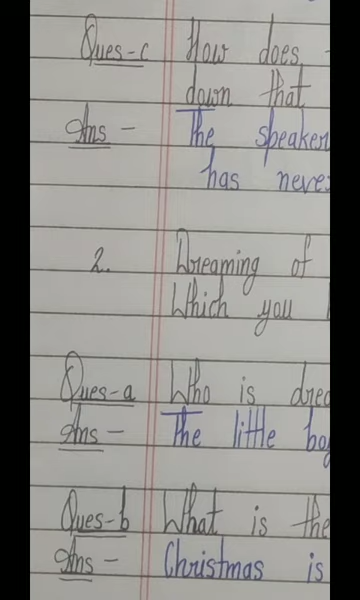 Ques-c How does
down that
Ans - The speaker
has never
2. Dreaming of
Which you
Ques-a Who is
Ans - The little boy
Ques-b What is the
Ans - Christmas is